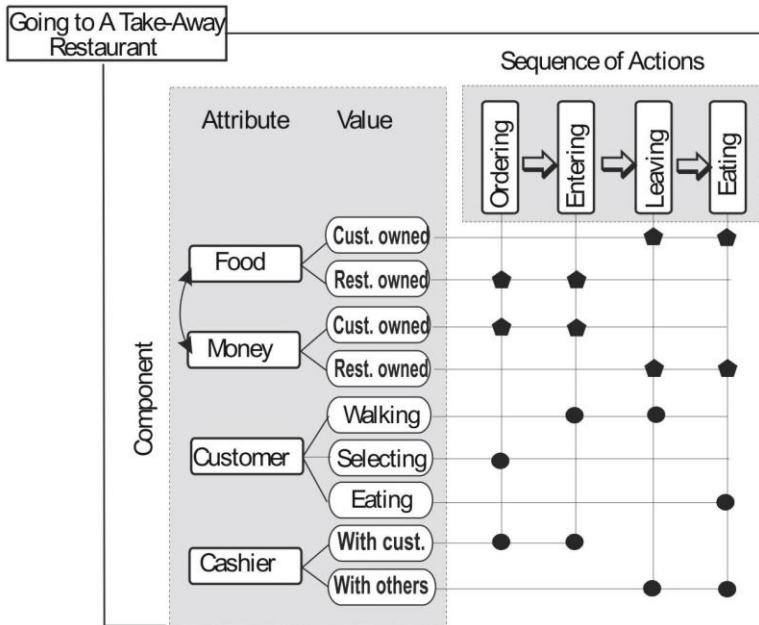 Going to A Take-Away
Restaurant
Sequence of Actions
Attribute Value
Ordering
Entering
Leaving
Eating
Cust. owned
Food
Rest. owned
Cust. owned
Money
Rest. owned
Component
Walking
Customer
Selecting
Eating
With cust.
Cashier
With others